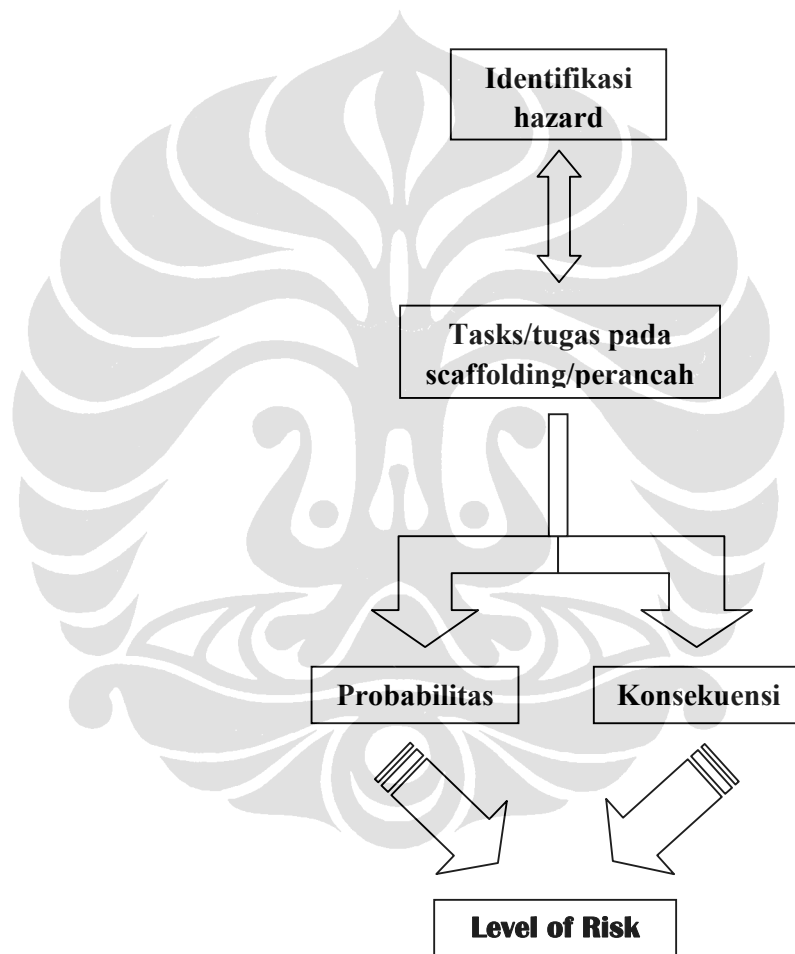 Identifikasi
hazard
Tasks/tugas pada
scaffolding/perancah
Probabilitas
Konsekuensi
Level of Risk